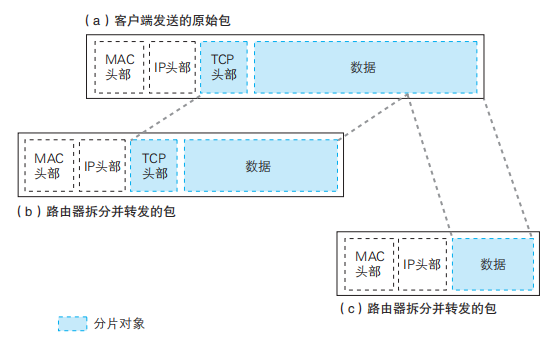 (a) 客户端发送的原始包
MAC
头部
IP头部
TCP
头部
数据
MAC
头部
IP头部
TCP
头部
数据
(b) 路由器拆分并转发的包
MAC
头部
IP头部
数据
(c) 路由器拆分并转发的包
分片对象